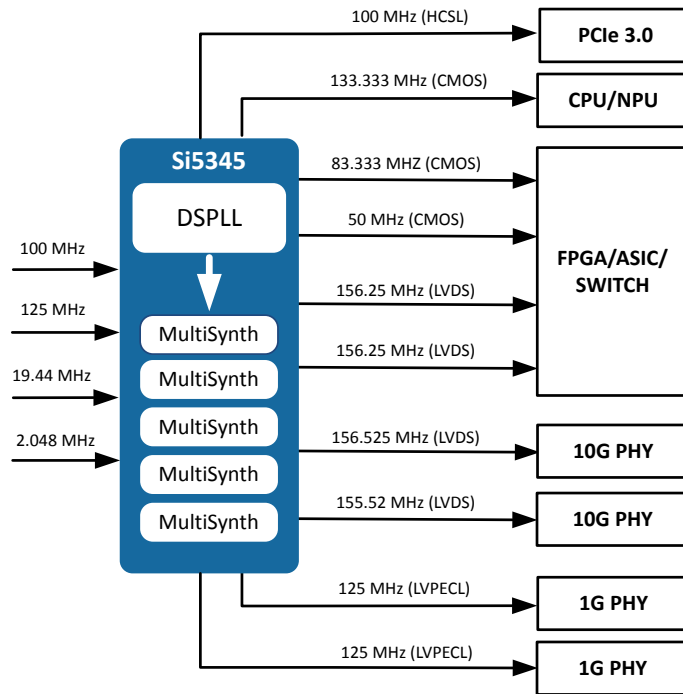 100 MHz (HCSL)
PCIe 3.0
133.333 MHz (CMOS)
CPU/NPU
Si5345
DSPLL
MultiSynth
MultiSynth
MultiSynth
MultiSynth
MultiSynth
100 MHz
125 MHz
19.44 MHz
2.048 MHz
83.333 MHZ (CMOS)
50 MHz (CMOS)
156.25 MHz (LVDS)
156.25 MHz (LVDS)
FPGA/ASIC/
SWITCH
156.525 MHz (LVDS)
10G PHY
155.52 MHz (LVDS)
10G PHY
125 MHz (LVPECL)
1G PHY
125 MHz (LVPECL)
1G PHY